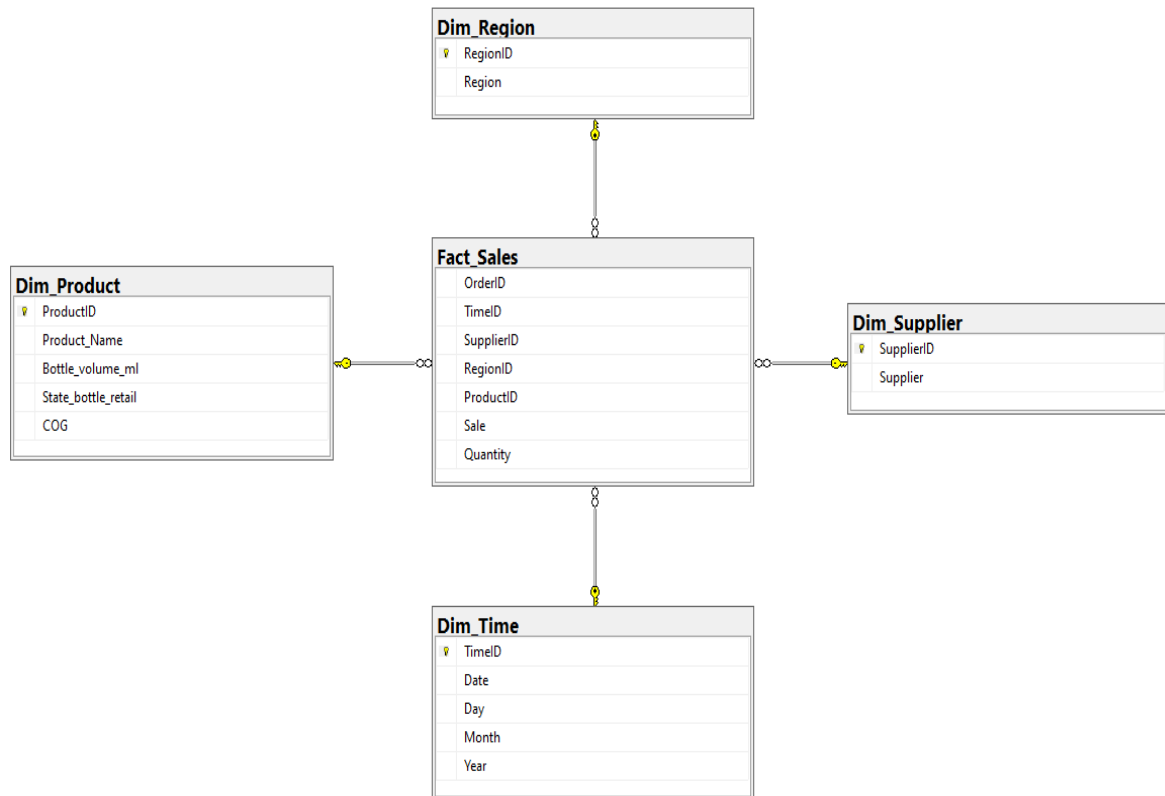 Dim_Region
RegionID
Region
Fact_Sales
OrderID
TimeID
SupplierID
RegionID
ProductID
Sale
Quantity
Dim_Product
ProductID
Product_Name
Bottle_volume_ml
State_bottle_retail
COG
Dim_Supplier
SupplierID
Supplier
Dim_Time
TimeID
Date
Day
Month
Year